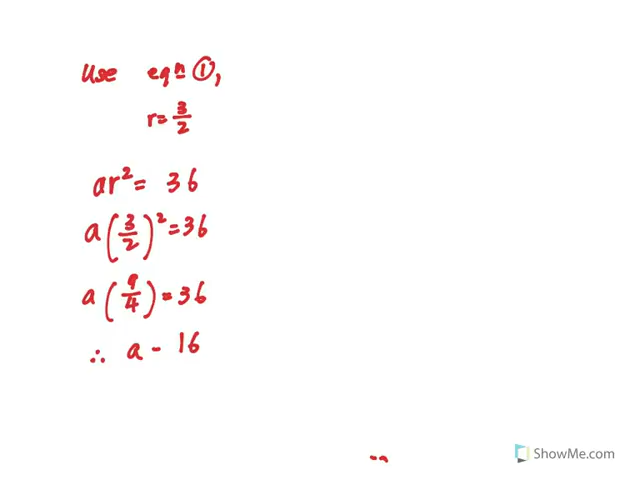 Use eqn ①,
r = 3/2
ar² = 36
a (3/2)² = 36
a (9/4) = 36
∴ a - 16
ShowMe.com